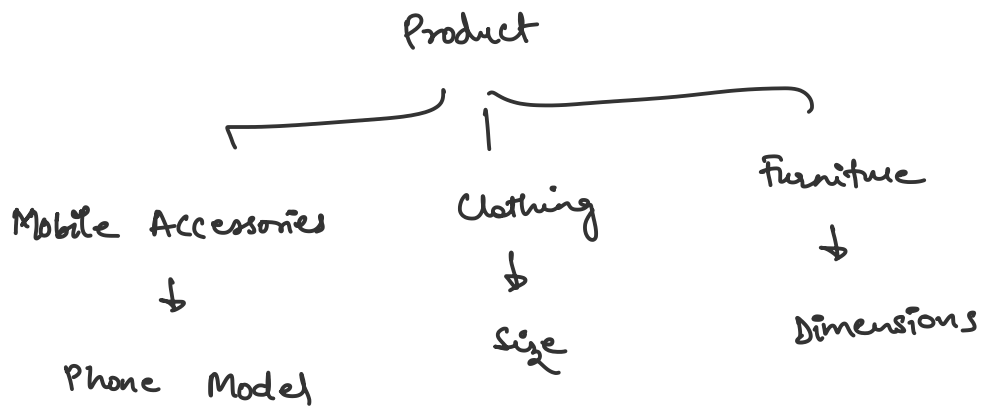 Product
Mobile Accessories
Clothing
Furniture
Phone Model
Size
Dimensions